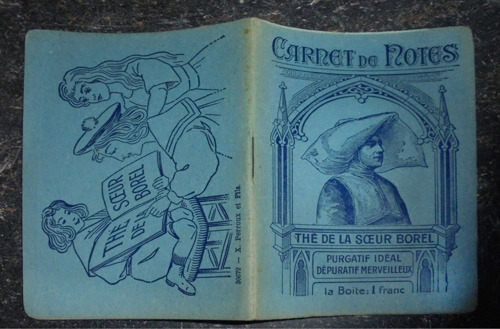 CARNET DE NOTES
THÉ DE LA SŒUR BOREL
PURGATIF IDÉAL
DÉPURATIF MERVEILLEUX
la Boîte: 1 franc
THÉ SŒUR
DE LA BOREL
X. Perroux et Fils